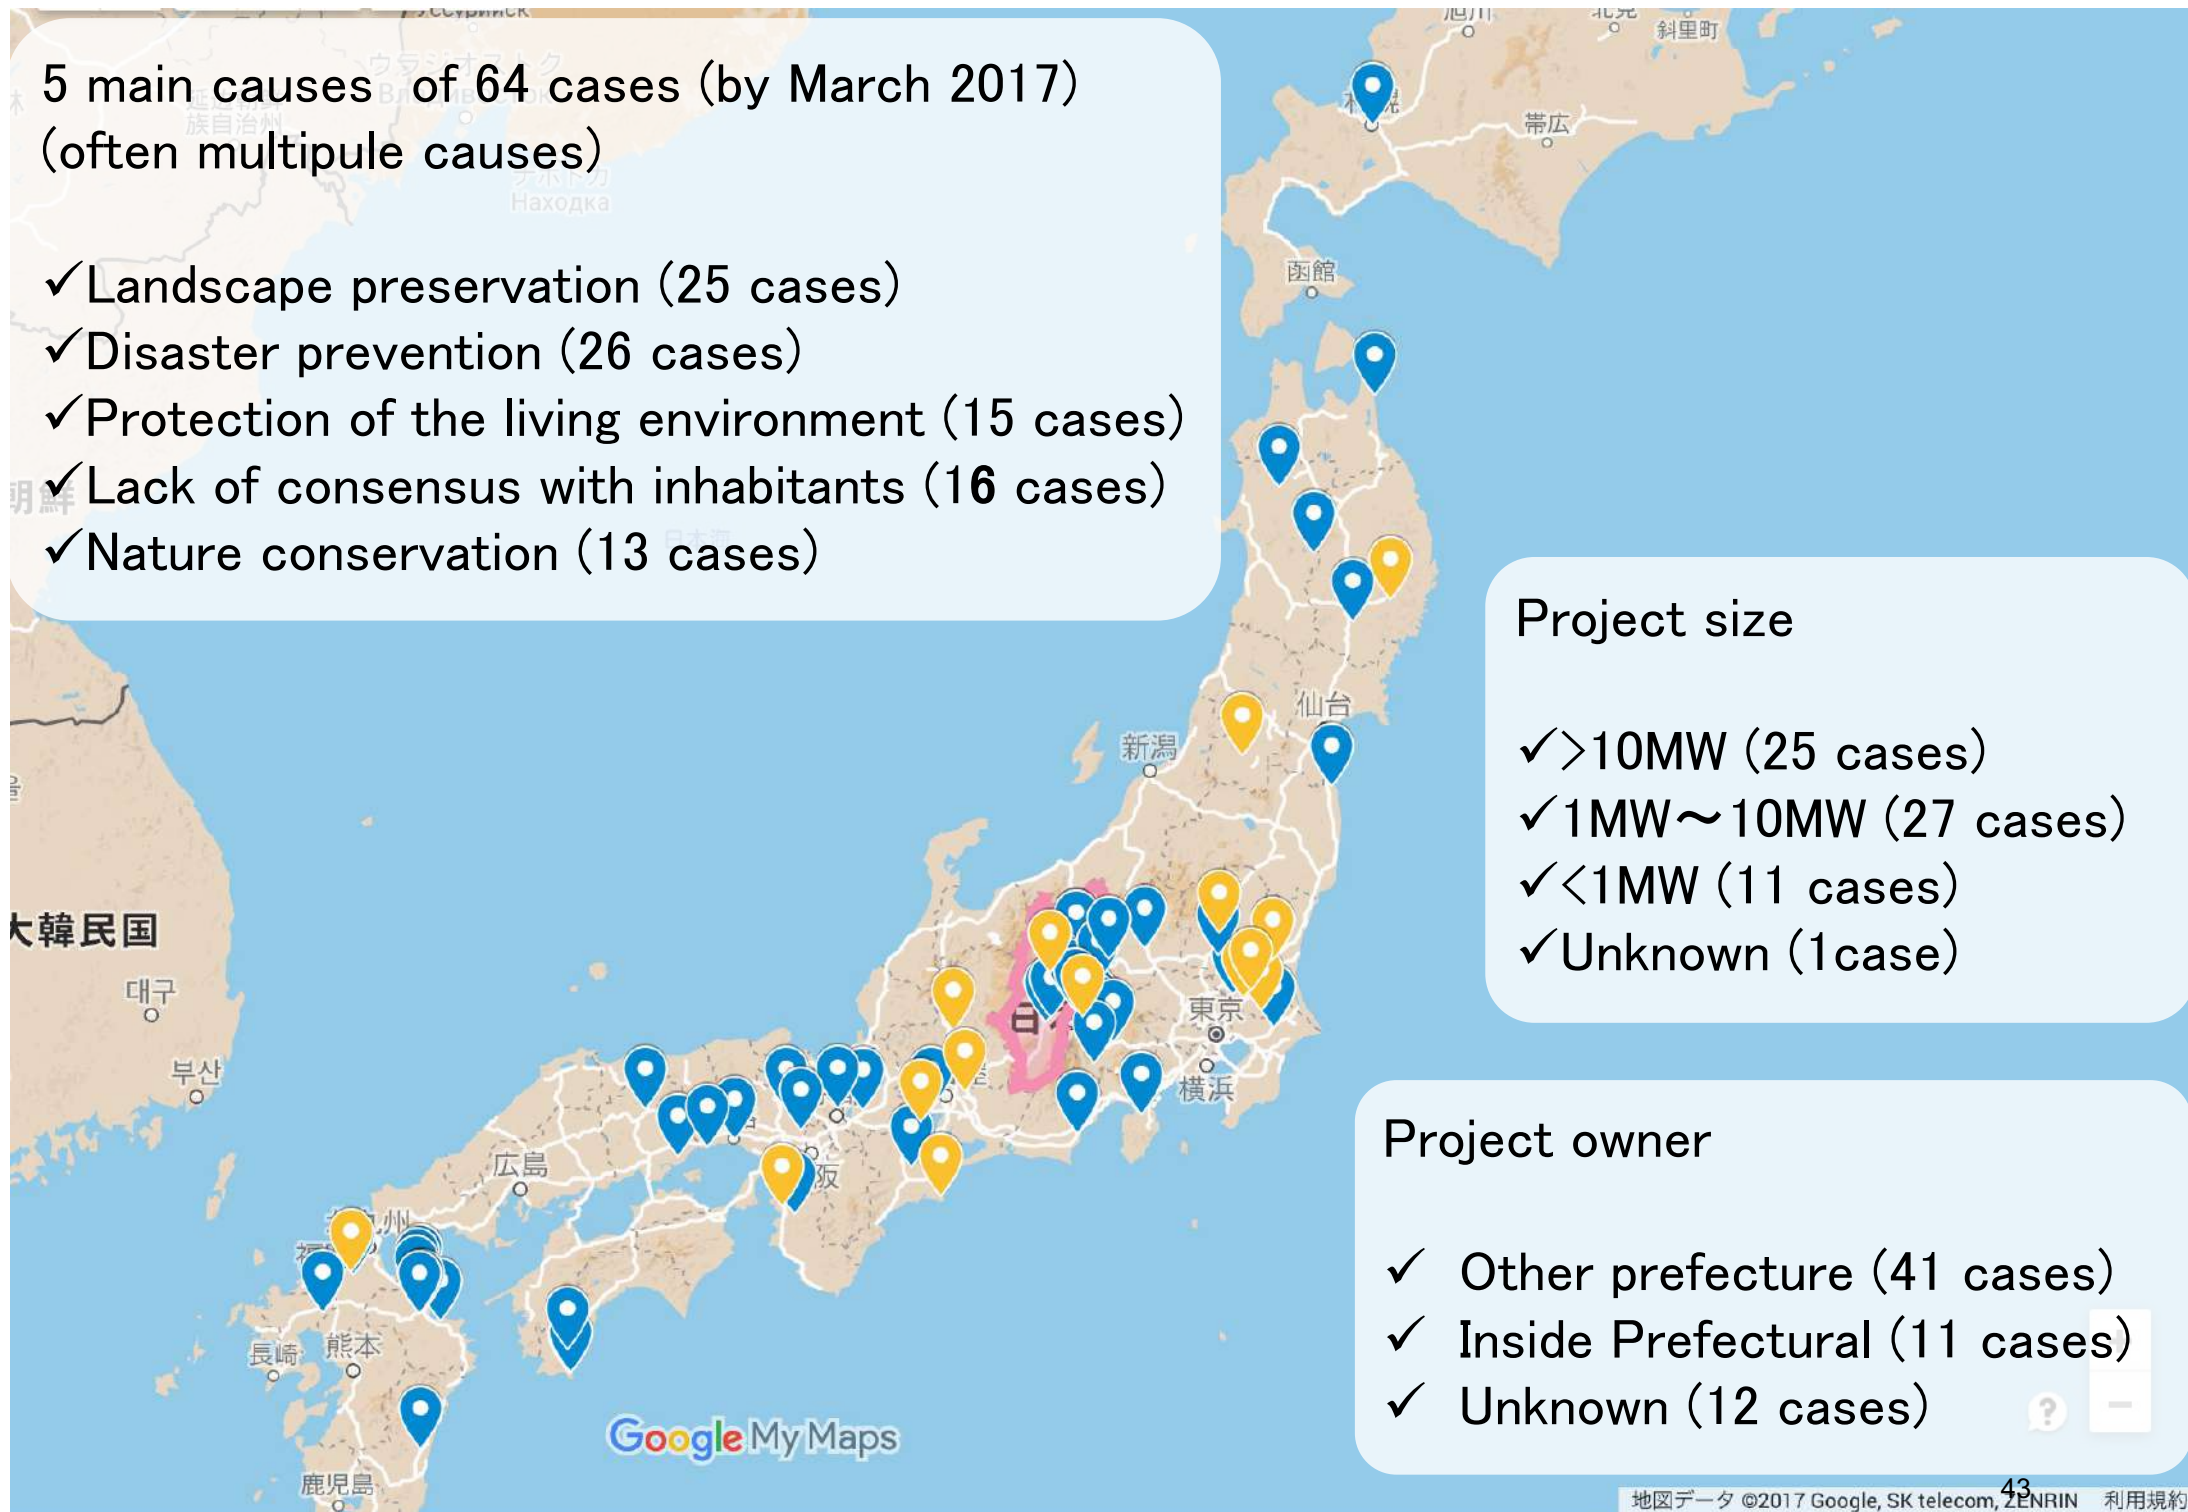 5 main causes of 64 cases (by March 2017)
(often multipule causes)
✓Landscape preservation (25 cases)
✓Disaster prevention (26 cases)
✓Protection of the living environment (15 cases)
✓Lack of consensus with inhabitants (16 cases)
✓Nature conservation (13 cases)
Project size
✓>10MW (25 cases)
✓1MW～10MW (27 cases)
✓<1MW (11 cases)
✓Unknown (1case)
Project owner
✓ Other prefecture (41 cases)
✓ Inside Prefectural (11 cases)
✓ Unknown (12 cases)
斜里町
帯広
函館
Находка
朝鮮
仙台
新潟
大韓民国
대구
부산
東京
横浜
広島
阪
州
長崎
熊本
鹿児島
Google My Maps
43
地図データ ©2017 Google, SK telecom, ZENRIN 利用規約